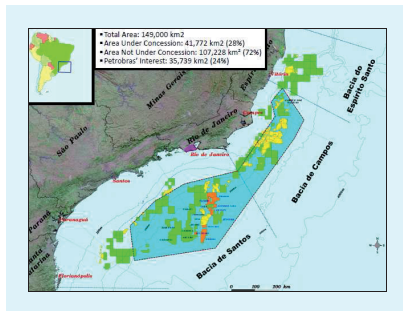 ▪ Total Area: 149,000 km2
▪ Area Under Concession: 41,772 km2 (28%)
▪ Area Not Under Concession: 107,228 km² (72%)
▪ Petrobras' Interest: 35,739 km2 (24%)
Minas Gerais
Espírito Santo
Vitória
Bacia do
Espírito Santo
Rio de Janeiro
São Paulo
Rio de Janeiro
Bacia de Campos
Santos
Paraná
Paranaguá
Santa
Catarina
Bacia de Santos
Florianópolis
0 100 200 km